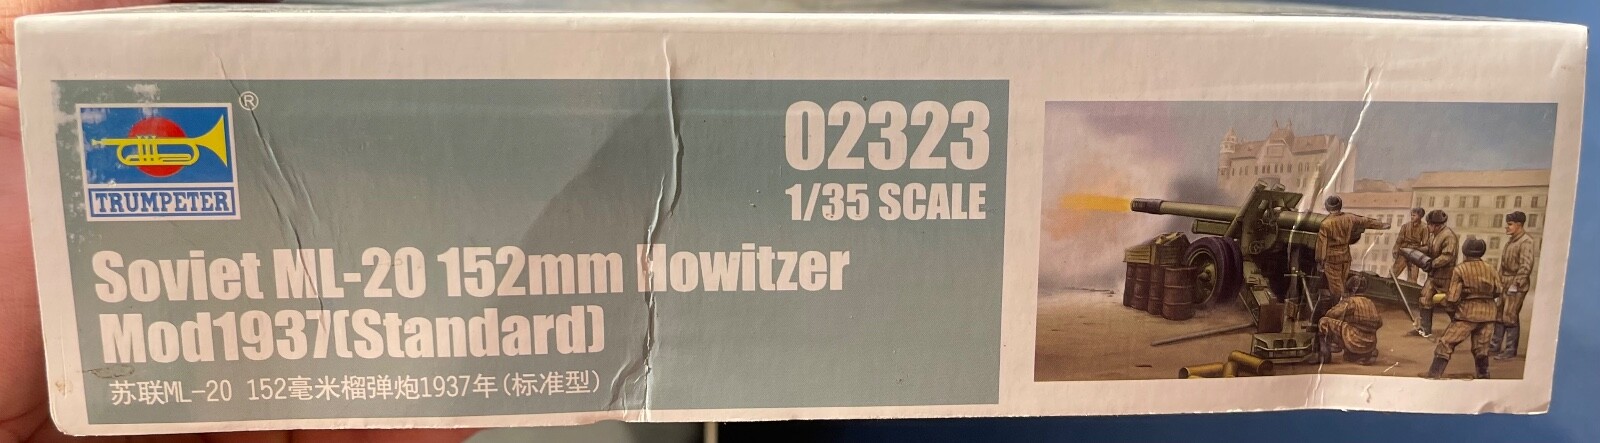 TRUMPETER
®
02323
1/35 SCALE
Soviet ML-20 152mm Howitzer
Mod1937(Standard)
苏联ML-20 152毫米榴弹炮1937年(标准型)